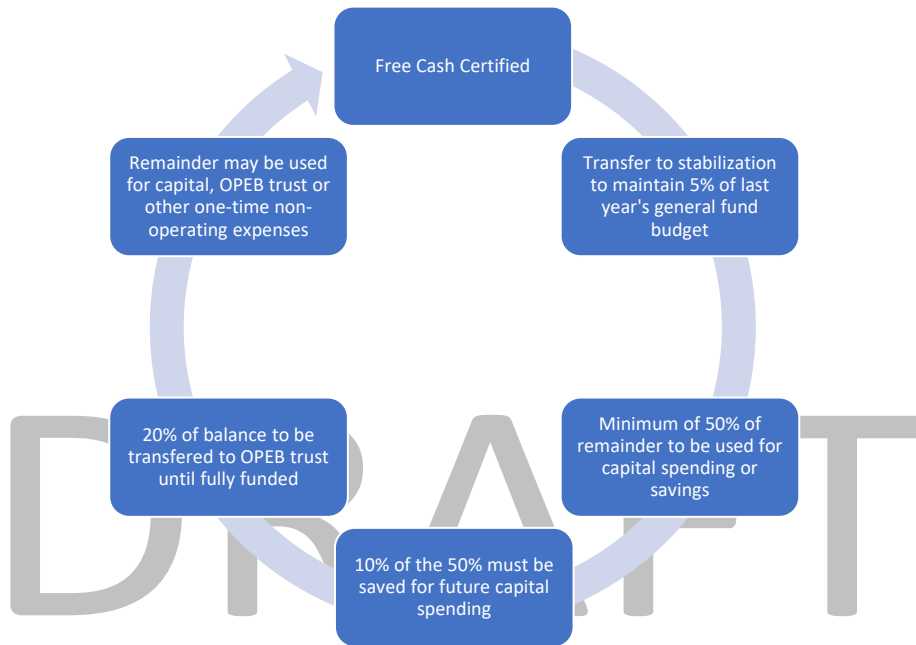 Free Cash Certified
Transfer to stabilization
to maintain 5% of last
year's general fund
budget
Minimum of 50% of
remainder to be used for
capital spending or
savings
10% of the 50% must be
saved for future capital
spending
20% of balance to be
transfered to OPEB trust
until fully funded
Remainder may be used
for capital, OPEB trust or
other one-time non-
operating expenses
DRAFT